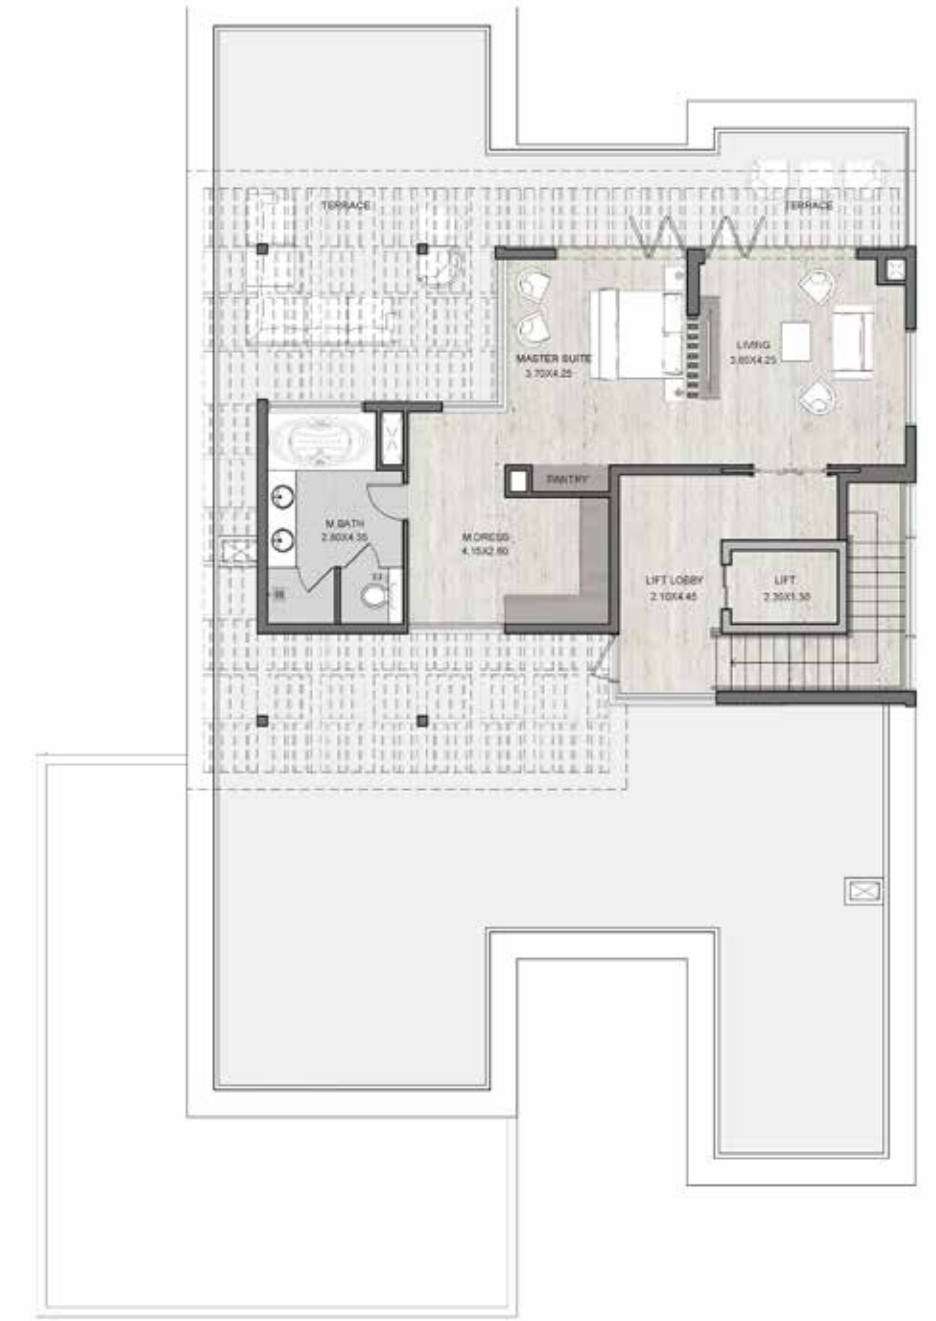 TERRACE
TERRACE
MASTER SUITE
3.70X4.25
LIVING
3.60X4.25
PANTRY
M.BATH
2.80X4.35
M.DRESS
4.15X2.60
LIFT LOBBY
2.10X4.45
LIFT
2.30X1.30